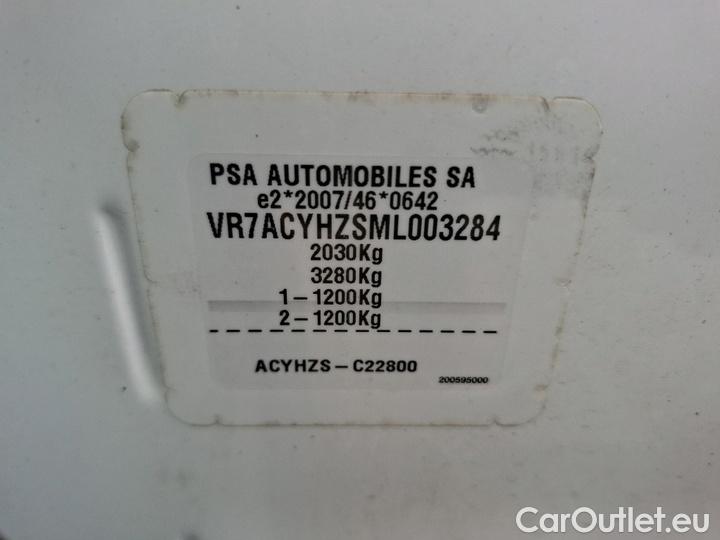 PSA AUTOMOBILES SA
e2*2007/46*0642
VR7ACYHZSML003284
2030Kg
3280Kg
1-1200Kg
2-1200Kg
ACYHZS-C22800
200595000
CarOutlet.eu